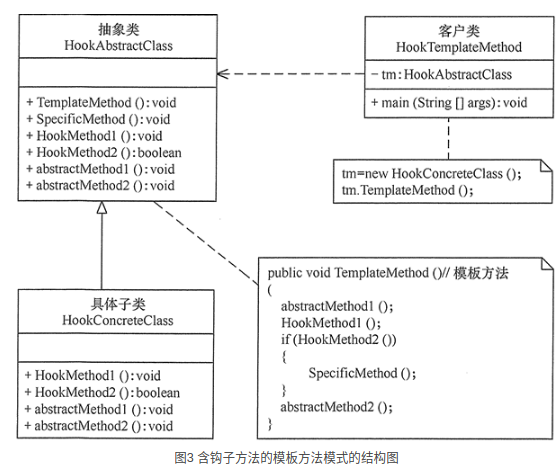 抽象类
HookAbstractClass
+ TemplateMethod ():void
+ SpecificMethod ():void
+ HookMethod1 ():void
+ HookMethod2 ():boolean
+ abstractMethod1 ():void
+ abstractMethod2 ():void
客户类
HookTemplateMethod
− tm:HookAbstractClass
+ main (String [] args):void
tm=new HookConcreteClass ();
tm.TemplateMethod ();
具体子类
HookConcreteClass
+ HookMethod1 ():void
+ HookMethod2 ():boolean
+ abstractMethod1 ():void
+ abstractMethod2 ():void
public void TemplateMethod ()// 模板方法
(
abstractMethod1 ();
HookMethod1 ();
if (HookMethod2 ())
{
SpecificMethod ();
}
abstractMethod2 ();
}
图3 含钩子方法的模板方法模式的结构图